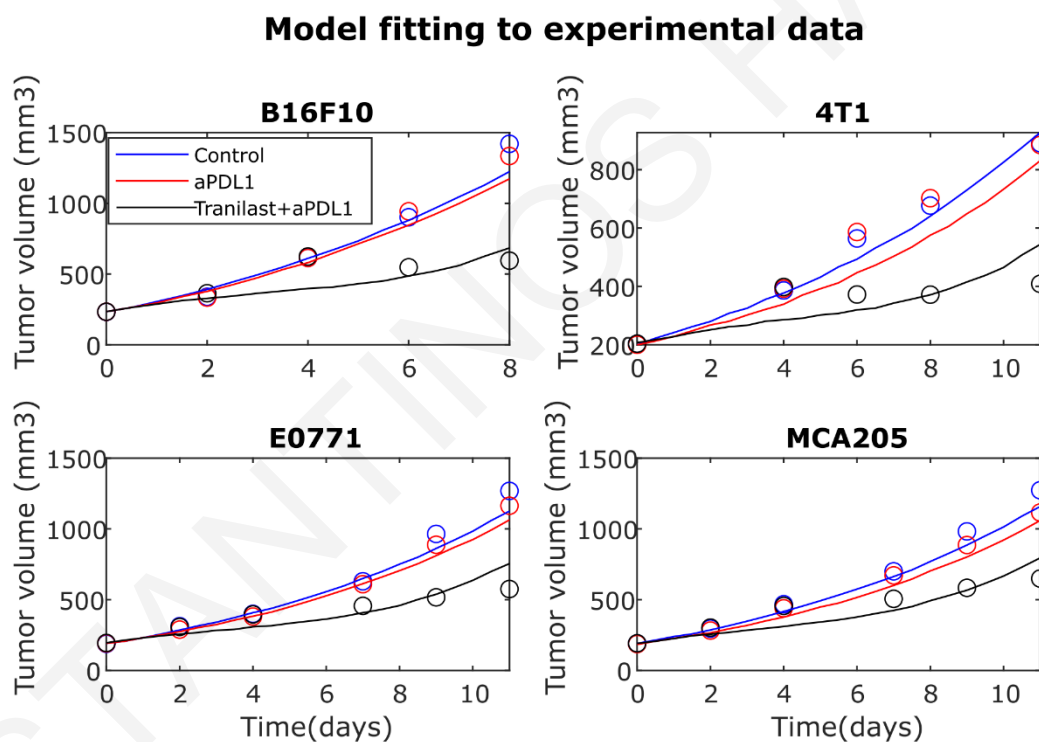 Model fitting to experimental data
B16F10
Tumor volume (mm3)
1500
1000
500
0
Control
aPDL1
Tranilast+aPDL1
0 2 4 6 8
4T1
Tumor volume (mm3)
800
600
400
200
0 2 4 6 8 10
E0771
Tumor volume (mm3)
1500
1000
500
0
0 2 4 6 8 10
Time(days)
MCA205
Tumor volume (mm3)
1500
1000
500
0
0 2 4 6 8 10
Time(days)
STANTINOS HA